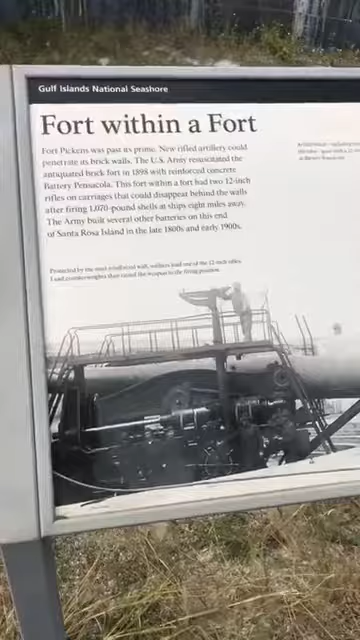 Gulf Islands National Seashore
Fort within a Fort
Fort Pickens was past its prime. New rifled artillery could
penetrate its brick walls. The U.S. Army resuscitated the
antiquated brick fort in 1898 with reinforced concrete
Battery Pensacola. This fort within a fort had two 12-inch
rifles on carriages that could disappear behind the walls
after firing 1,070-pound shells at ships eight miles away.
The Army built several other batteries on this end
of Santa Rosa Island in the late 1800s and early 1900s.
Protected by the most reinforced wall, soldiers load one of the 12-inch rifles.
Lead counterweights then raised the weapon to the firing position.